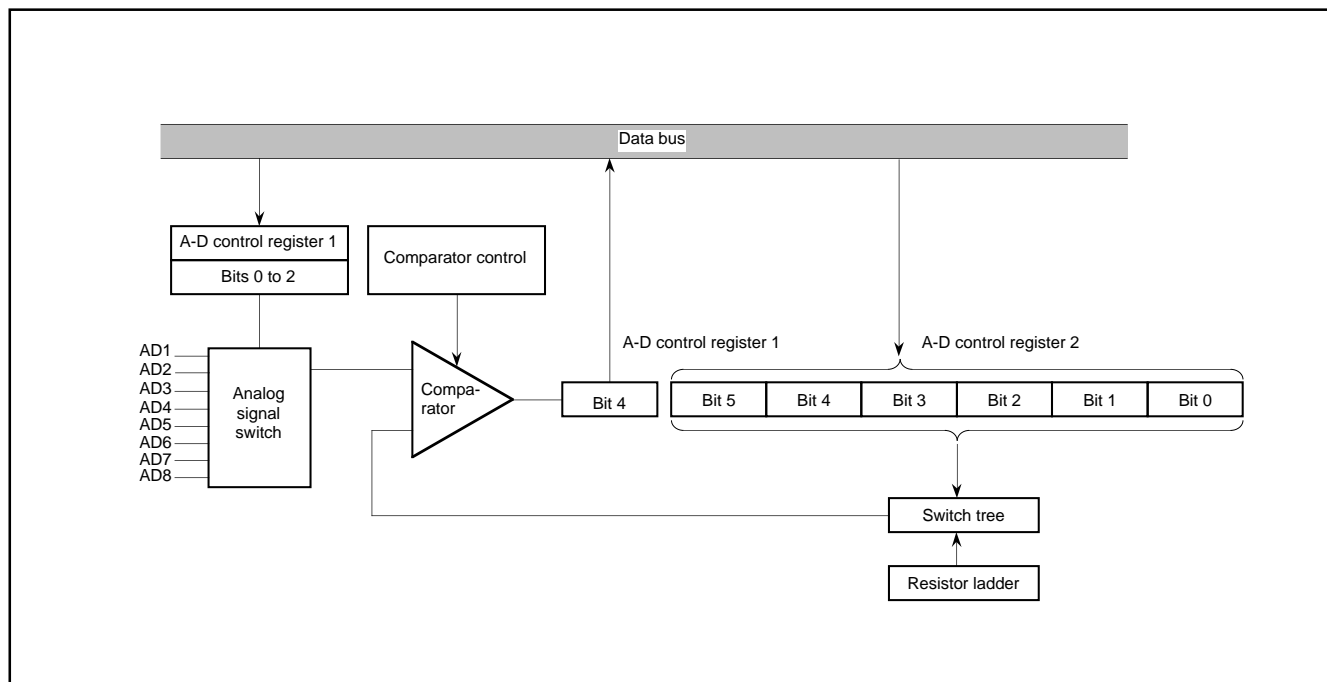 Data bus
A-D control register 1
Bits 0 to 2
Comparator control
AD1
AD2
AD3
AD4
AD5
AD6
AD7
AD8
Analog
signal
switch
Compa-
rator
A-D control register 1
Bit 4
A-D control register 2
Bit 5 Bit 4 Bit 3 Bit 2 Bit 1 Bit 0
Switch tree
Resistor ladder